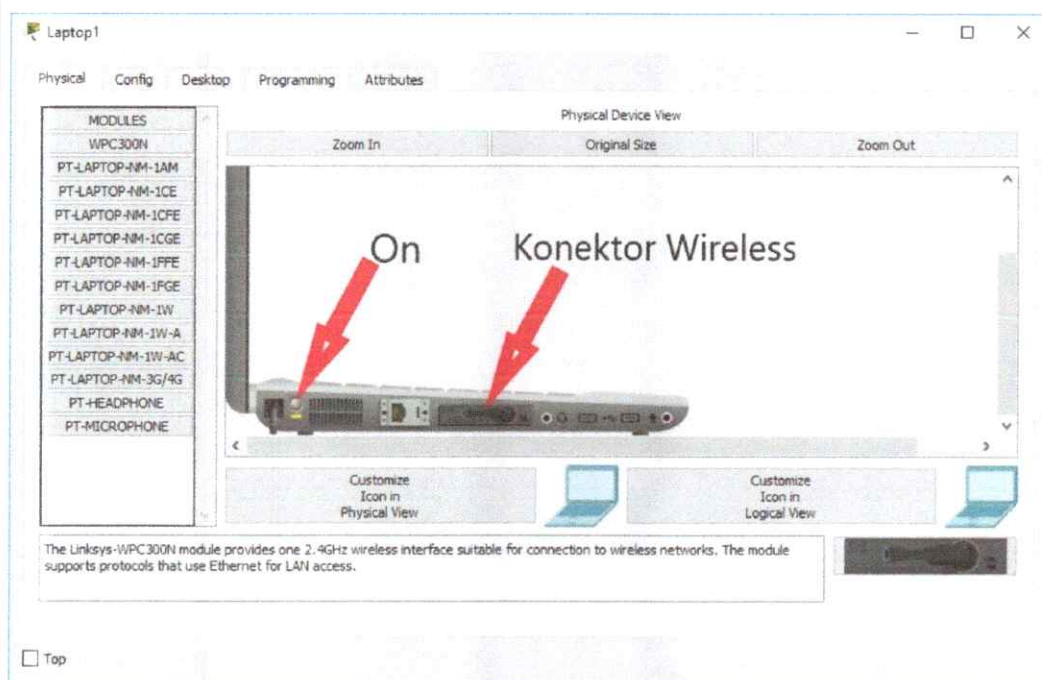 Laptop1
Physical Config Desktop Programming Attributes
MODULES
WPC300N
PT-LAPTOP-NM-1AM
PT-LAPTOP-NM-1CE
PT-LAPTOP-NM-1CFE
PT-LAPTOP-NM-1CGE
PT-LAPTOP-NM-1FFE
PT-LAPTOP-NM-1FGE
PT-LAPTOP-NM-1W
PT-LAPTOP-NM-1W-A
PT-LAPTOP-NM-1W-AC
PT-LAPTOP-NM-3G/4G
PT-HEADPHONE
PT-MICROPHONE
Physical Device View
Zoom In Original Size Zoom Out
On Konektor Wireless
Customize
Icon in
Physical View
Customize
Icon in
Logical View
The Linksys-WPC300N module provides one 2.4GHz wireless interface suitable for connection to wireless networks. The module
supports protocols that use Ethernet for LAN access.
Top